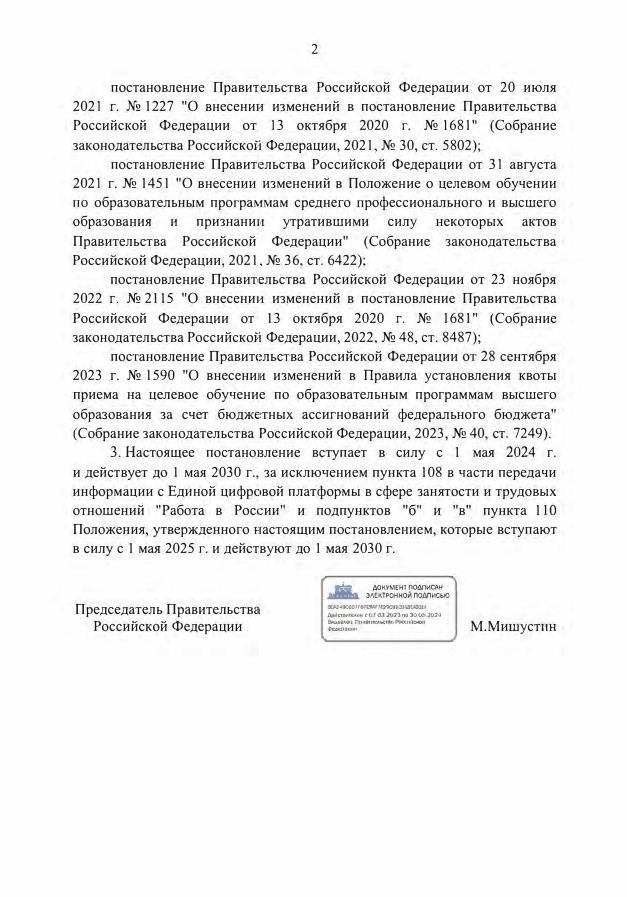 2
постановление Правительства Российской Федерации от 20 июля
2021 г. № 1227 "О внесении изменений в постановление Правительства
Российской Федерации от 13 октября 2020 г. № 1681" (Собрание
законодательства Российской Федерации, 2021, № 30, ст. 5802);
постановление Правительства Российской Федерации от 31 августа
2021 г. № 1451 "О внесении изменений в Положение о целевом обучении
по образовательным программам среднего профессионального и высшего
образования и признании утратившими силу некоторых актов
Правительства Российской Федерации" (Собрание законодательства
Российской Федерации, 2021, № 36, ст. 6422);
постановление Правительства Российской Федерации от 23 ноября
2022 г. № 2115 "О внесении изменений в постановление Правительства
Российской Федерации от 13 октября 2020 г. № 1681" (Собрание
законодательства Российской Федерации, 2022, № 48, ст. 8487);
постановление Правительства Российской Федерации от 28 сентября
2023 г. № 1590 "О внесении изменений в Правила установления квоты
приема на целевое обучение по образовательным программам высшего
образования за счет бюджетных ассигнований федерального бюджета"
(Собрание законодательства Российской Федерации, 2023, № 40, ст. 7249).
3. Настоящее постановление вступает в силу с 1 мая 2024 г.
и действует до 1 мая 2030 г., за исключением пункта 108 в части передачи
информации с Единой цифровой платформы в сфере занятости и трудовых
отношений "Работа в России" и подпунктов "б" и "в" пункта 110
Положения, утвержденного настоящим постановлением, которые вступают
в силу с 1 мая 2025 г. и действуют до 1 мая 2030 г.
ДОКУМЕНТ ПОДПИСАН
ЭЛЕКТРОННОЙ ПОДПИСЬЮ
Действителен с 07.03.2023 по 30.05.2024
Владелец: Правительство Российской
Федерации
Председатель Правительства
Российской Федерации
М.Мишустин